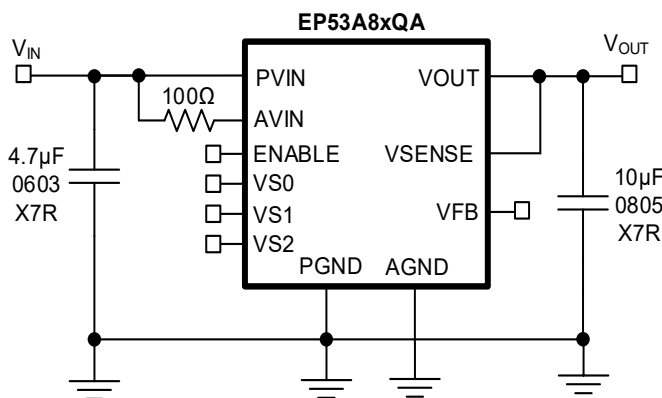 EP53A8xQA
VIN
VOUT
PVIN
VOUT
100Ω
AVIN
4.7µF
0603
X7R
ENABLE
VSENSE
VS0
10µF
0805
X7R
VS1
VFB
VS2
PGND
AGND